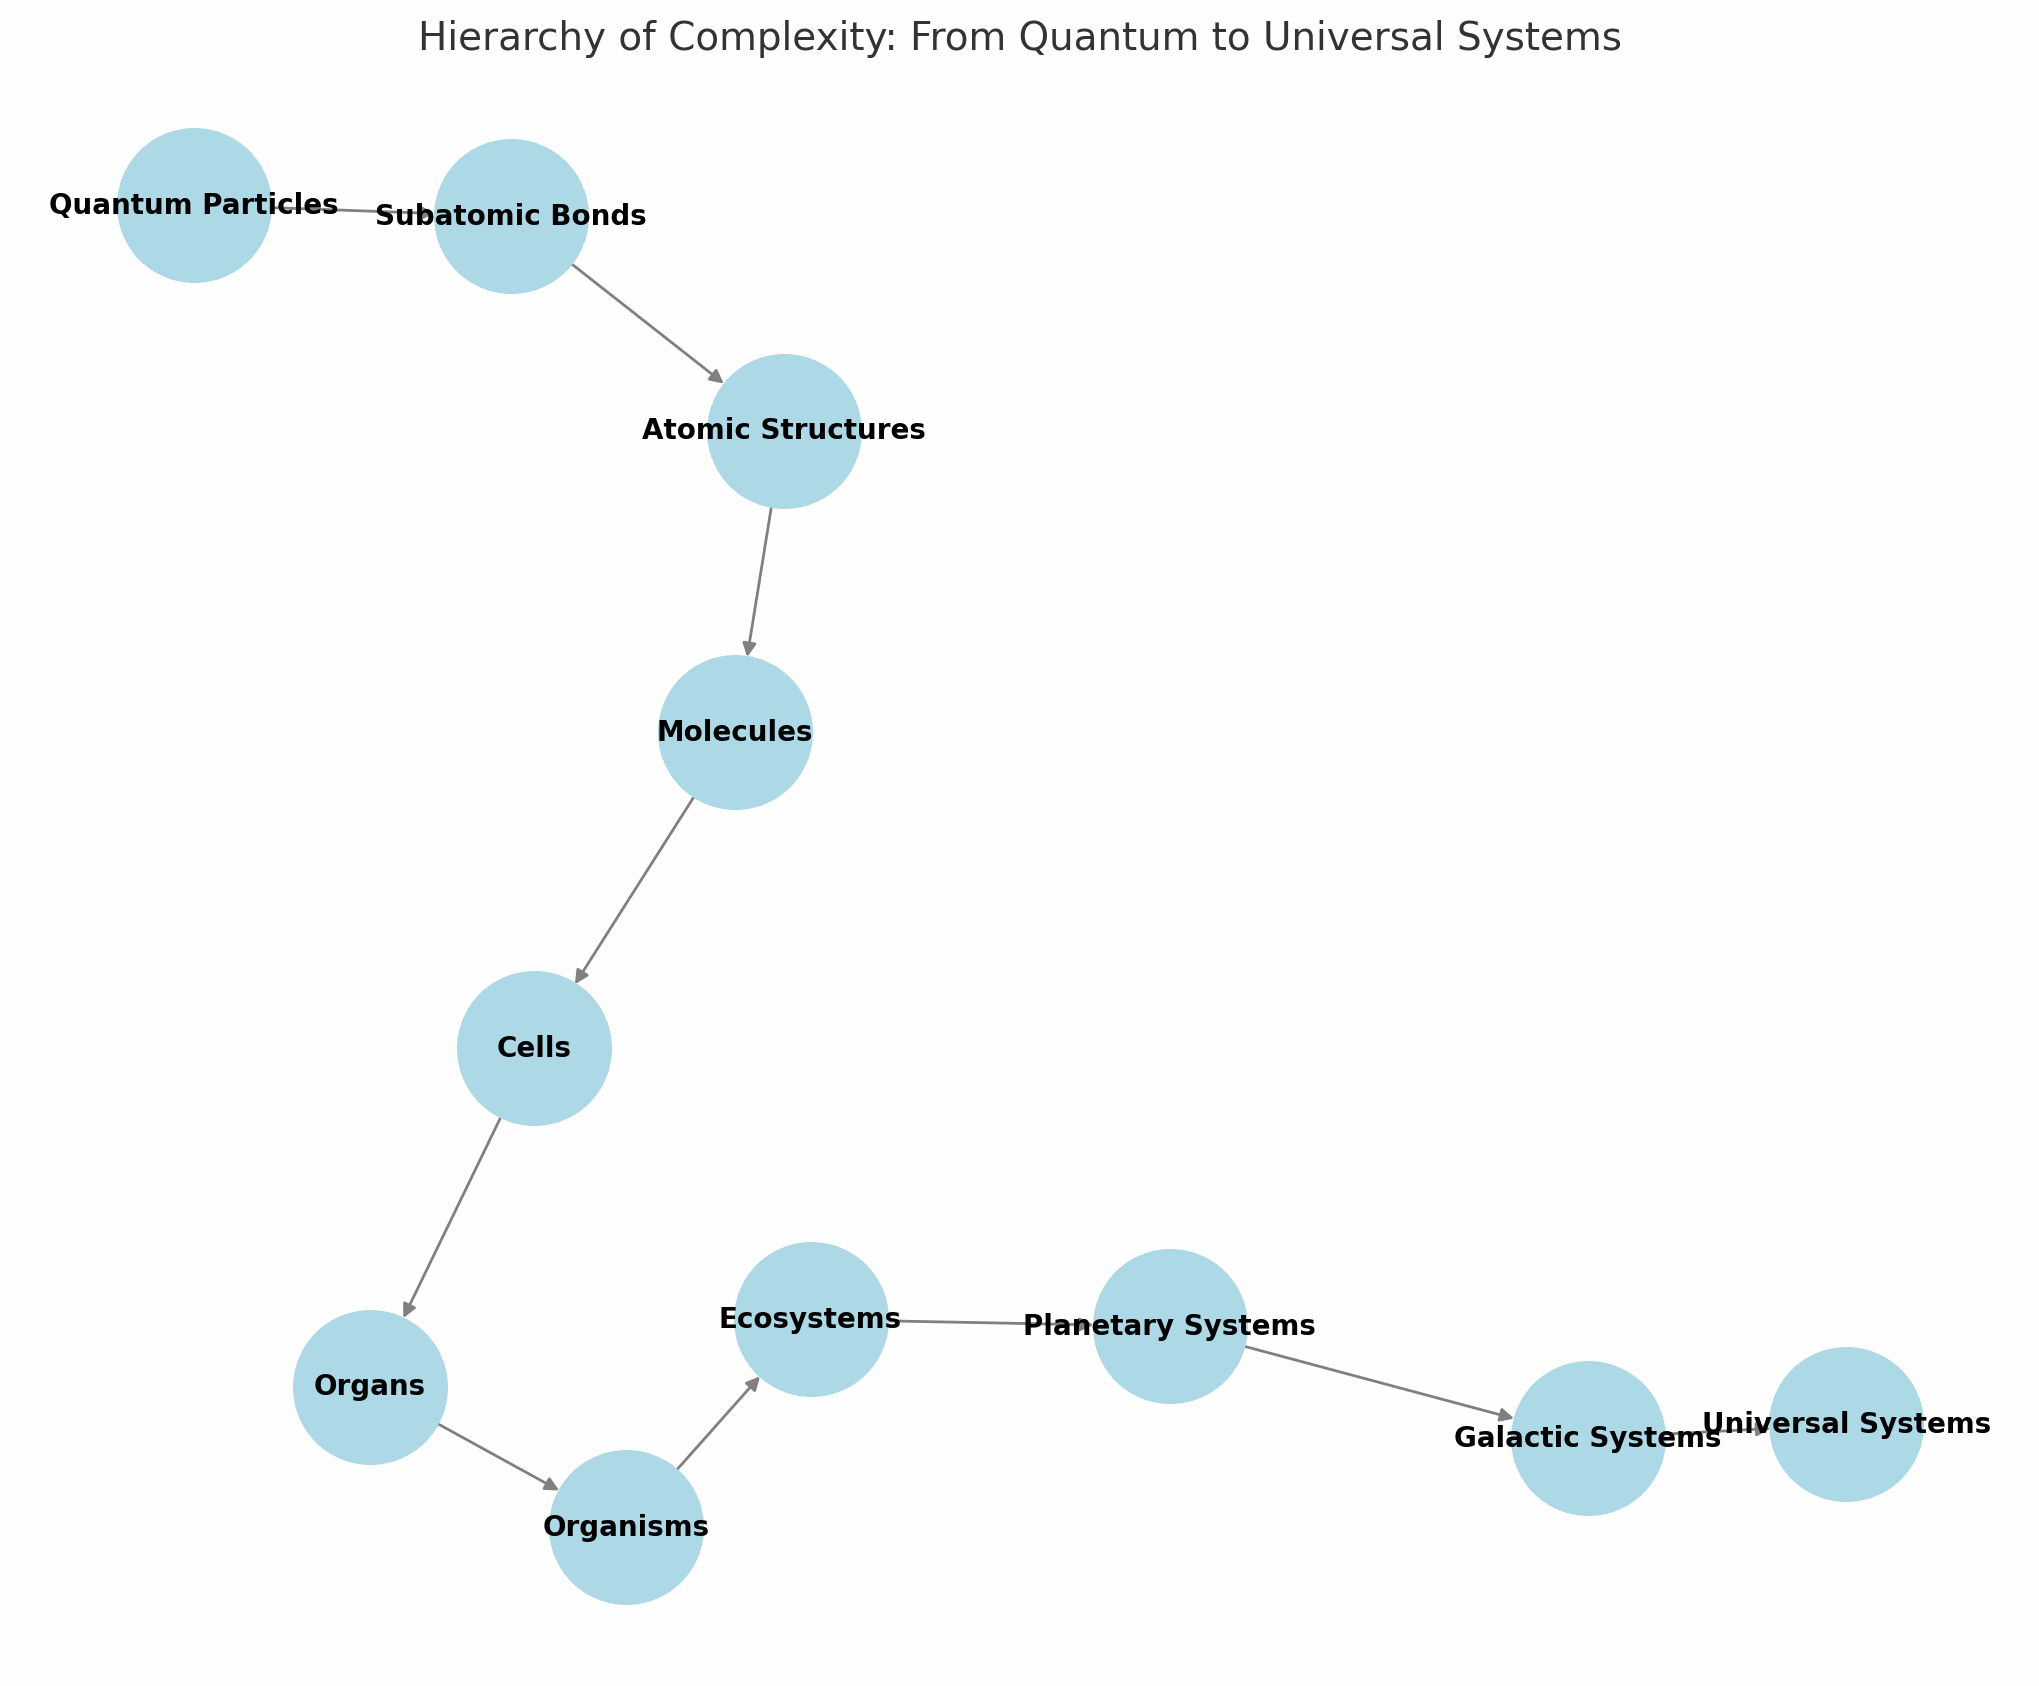 Hierarchy of Complexity: From Quantum to Universal Systems
Quantum Particles
Subatomic Bonds
Atomic Structures
Molecules
Cells
Organs
Organisms
Ecosystems
Planetary Systems
Galactic Systems
Universal Systems